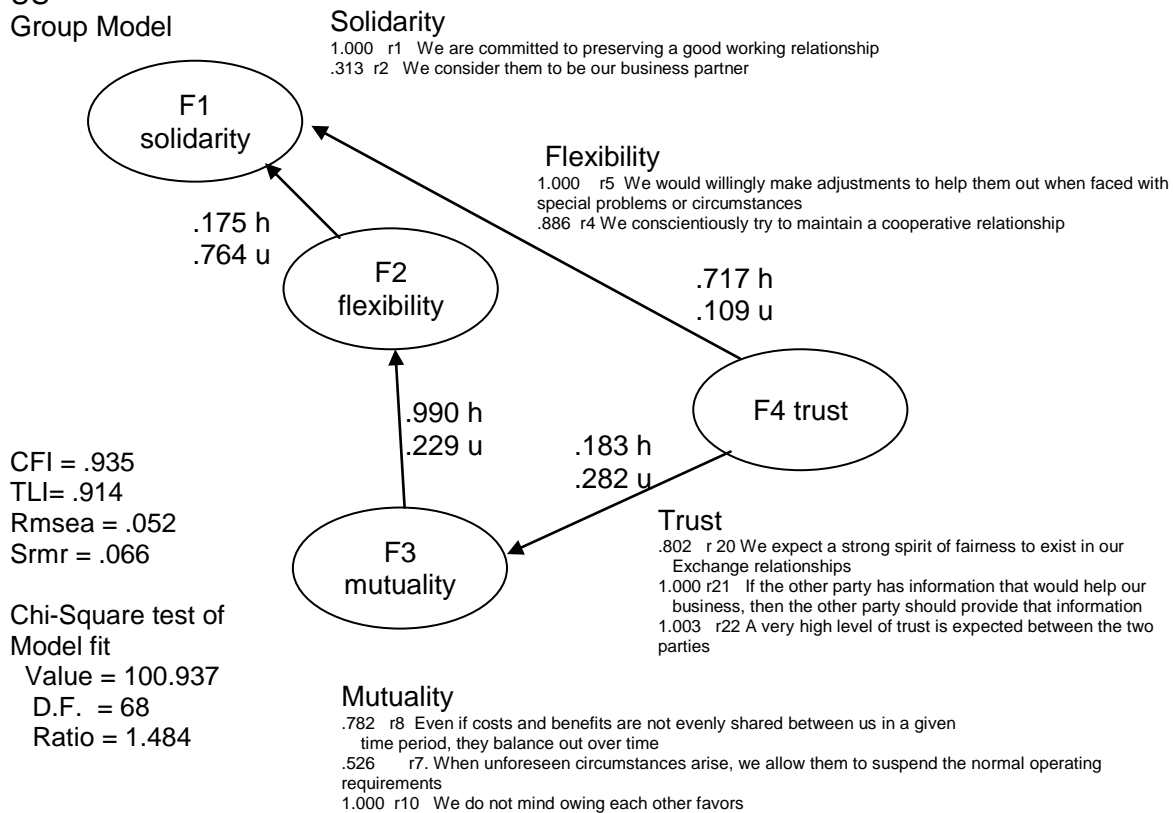 Group Model
Solidarity
1.000 r1 We are committed to preserving a good working relationship
.313 r2 We consider them to be our business partner
F1
solidarity
Flexibility
1.000 r5 We would willingly make adjustments to help them out when faced with
special problems or circumstances
.886 r4 We conscientiously try to maintain a cooperative relationship
.175 h
.764 u
F2
flexibility
.717 h
.109 u
F4 trust
.990 h
.229 u
.183 h
.282 u
CFI = .935
TLI= .914
Rmsea = .052
Srmr = .066
F3
mutuality
Trust
.802 r 20 We expect a strong spirit of fairness to exist in our
Exchange relationships
1.000 r21 If the other party has information that would help our
business, then the other party should provide that information
1.003 r22 A very high level of trust is expected between the two
parties
Chi-Square test of
Model fit
Value = 100.937
D.F. = 68
Ratio = 1.484
Mutuality
.782 r8 Even if costs and benefits are not evenly shared between us in a given
time period, they balance out over time
.526 r7. When unforeseen circumstances arise, we allow them to suspend the normal operating
requirements
1.000 r10 We do not mind owing each other favors